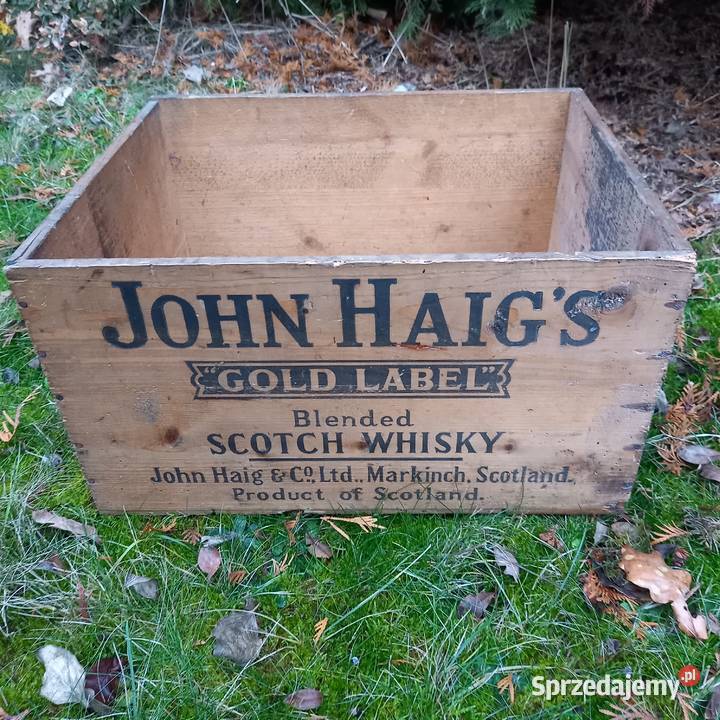 JOHN HAIG'S
"GOLD LABEL"
Blended
SCOTCH WHISKY
John Haig & Co. Ltd., Markinch, Scotland.
Product of Scotland.
Sprzedajemy.pl